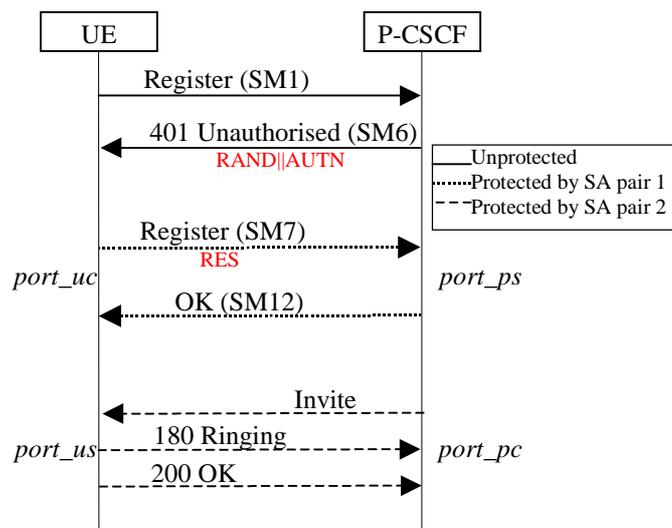 UE
P-CSCF
Register (SM1)
401 Unauthorised (SM6)
RAND||AUTN
Unprotected
Protected by SA pair 1
Protected by SA pair 2
Register (SM7)
RES
port_uc
port_ps
OK (SM12)
Invite
port_us
180 Ringing
port_pc
200 OK